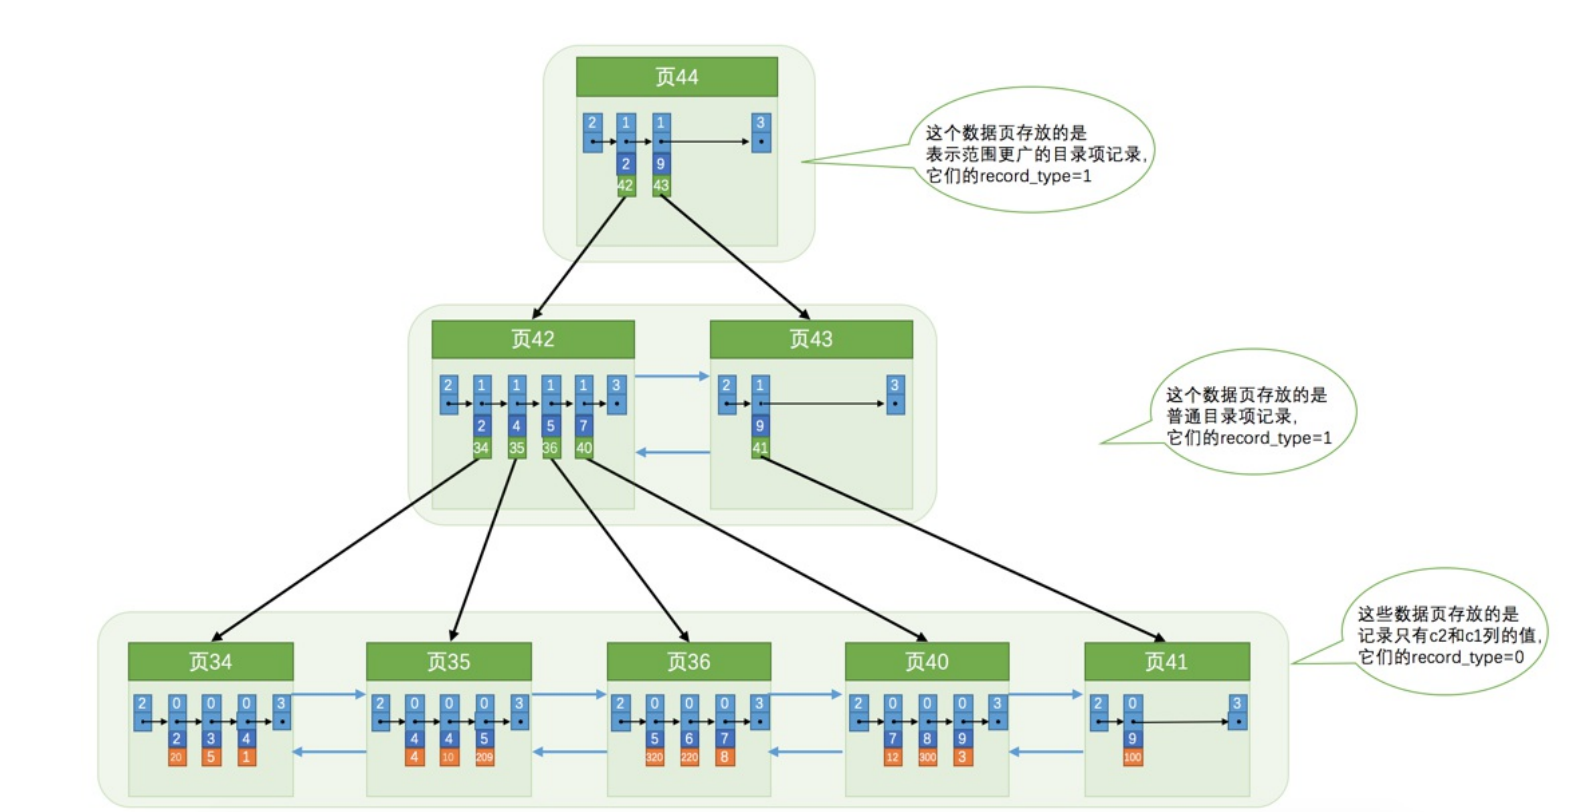 页44
2 1 1 3
2 9
42 43
这个数据页存放的是
表示范围更广的目录项记录,
它们的record_type=1
页42 页43
2 1 1 1 1 3 2 1 3
2 4 5 7 9
34 35 36 40 41
这个数据页存放的是
普通目录项记录,
它们的record_type=1
页34 页35 页36 页40 页41
2 0 0 0 3 2 0 0 0 3 2 0 0 0 3 2 0 0 0 3 2 0 3
2 3 4 4 4 5 5 6 7 7 8 9 9
20 5 1 4 10 209 320 220 8 12 300 3 100
这些数据页存放的是
记录只有c2和c1列的值,
它们的record_type=0